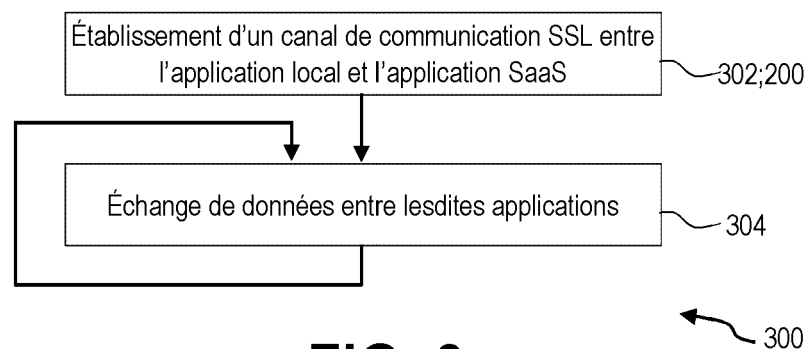 Établissement d'un canal de communication SSL entre
l'application local et l'application SaaS
302;200
Échange de données entre lesdites applications
304
300